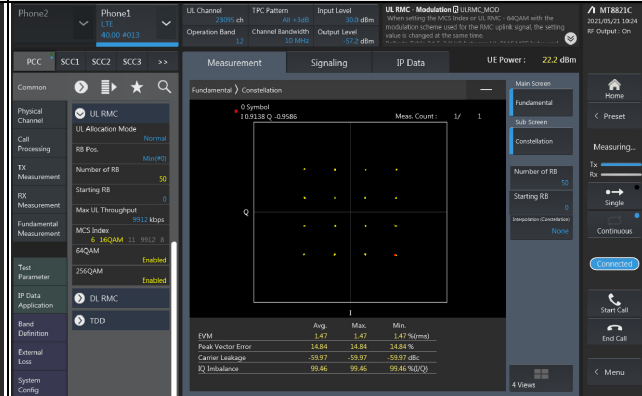 Phone2
Phone1
LTE
40.00 #013
UL Channel
23095 ch
TPC Pattern
All +3dB
Input Level
30.0 dBm
Operation Band
12
Channel Bandwidth
10 MHz
Output Level
-57.2 dBm
UL RMC - Modulation ULRMC_MOD
When setting the MCS Index or UL RMC - 64QAM with the
modulation scheme used for the RMC uplink signal, the setting
value is changed at the same time.
MT8821C
2021/05/21 10:24
RF Output : On
PCC
SCC1
SCC2
SCC3
>>
Measurement
Signaling
IP Data
UE Power : 22.2 dBm
Common
Physical
Channel
Call
Processing
TX
Measurement
RX
Measurement
Fundamental
Measurement
Test
Parameter
IP Data
Application
Band
Definition
External
Loss
System
Config
UL RMC
UL Allocation Mode
Normal
RB Pos.
Min(#0)
Number of RB
50
Starting RB
0
Max UL Throughput
9912 kbps
MCS Index
6 16QAM 11 9912 8
64QAM
Enabled
256QAM
Enabled
DL RMC
TDD
Fundamental 〉 Constellation
0 Symbol
I 0.9138 Q -0.9586
Meas. Count : 1/ 1
Q
I
Avg. Max. Min.
EVM 1.47 1.47 1.47 %(rms)
Peak Vector Error 14.84 14.84 14.84 %
Carrier Leakage -59.97 -59.97 -59.97 dBc
IQ Imbalance 99.46 99.46 99.46 %(I/Q)
Main Screen
Fundamental
Sub Screen
Constellation
Number of RB
50
Starting RB
0
Interpolation (Constellation)
None
4 Views
Home
< Preset
Measuring...
Tx
Rx
Single
Continuous
Connected
Start Call
End Call
< Menu